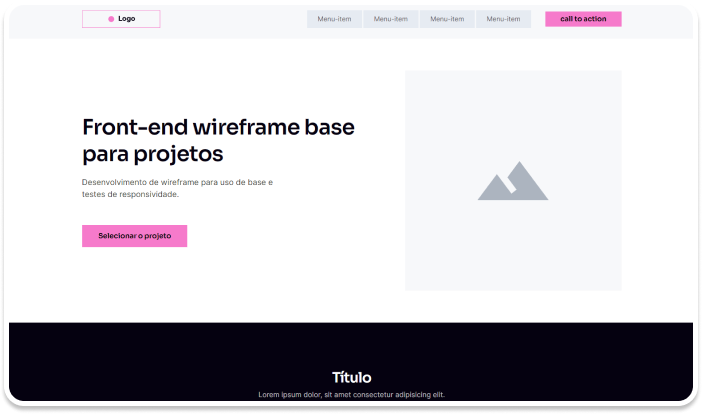 Logo
Menu-item
Menu-item
Menu-item
Menu-item
call to action
Front-end wireframe base
para projetos
Desenvolvimento de wireframe para uso de base e
testes de responsividade.
Selecionar o projeto
Título
Lorem ipsum dolor, sit amet consectetur adipisicing elit.